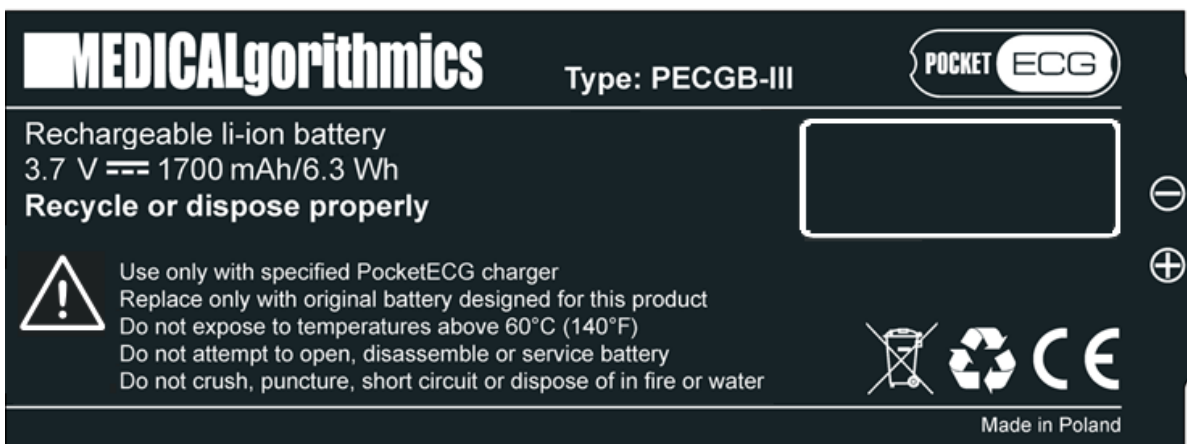 MEDICALgorithmics
Type: PECGB-III
POCKET ECG
Rechargeable li-ion battery
3.7 V ⎓ 1700 mAh/6.3 Wh
Recycle or dispose properly
Use only with specified PocketECG charger
Replace only with original battery designed for this product
Do not expose to temperatures above 60°C (140°F)
Do not attempt to open, disassemble or service battery
Do not crush, puncture, short circuit or dispose of in fire or water
CE
Made in Poland